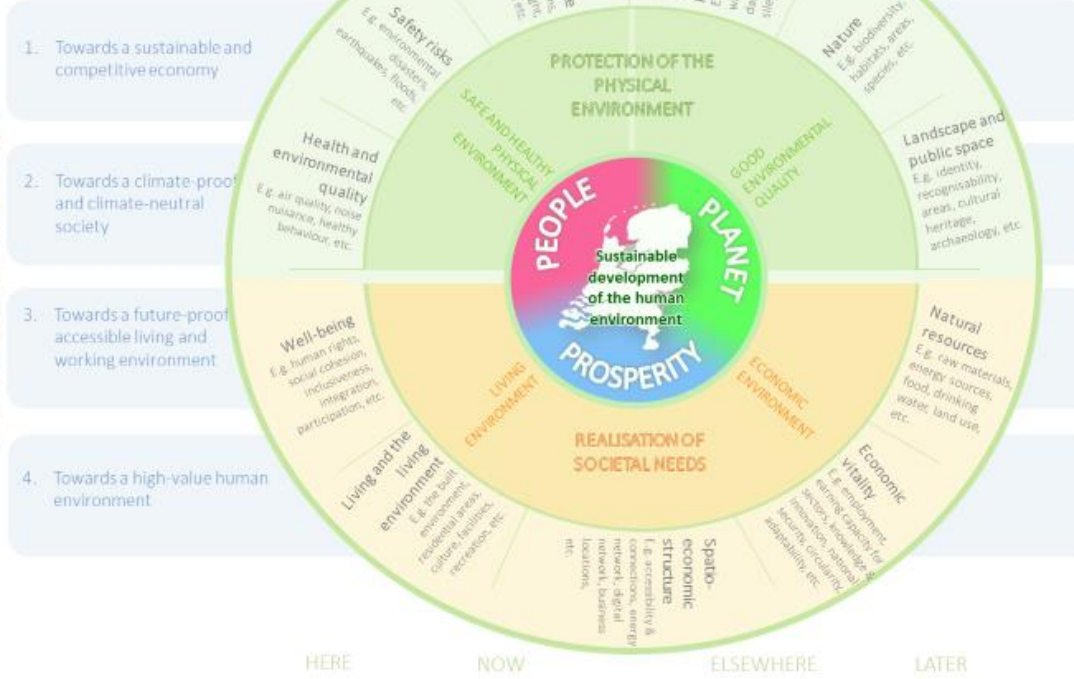 1. Towards a sustainable and
competitive economy
2. Towards a climate-proof
and climate-neutral
society
3. Towards a future-proof
accessible living and
working environment
4. Towards a high-value human
environment
Safety risks
E.g. environmental
disasters,
earthquakes, floods,
etc.
Health and
environmental
quality
E.g. air quality, noise
nuisance, healthy
behaviour, etc.
Nature
E.g. biodiversity,
habitats, areas,
species, etc.
Landscape and
public space
E.g. identity,
recognisability,
areas, cultural
heritage,
archaeology, etc.
PROTECTION OF THE
PHYSICAL
ENVIRONMENT
SAFE AND HEALTHY
PHYSICAL
ENVIRONMENT
GOOD
ENVIRONMENTAL
QUALITY
PEOPLE
PLANET
PROSPERITY
Sustainable
development
of the human
environment
LIVING
ENVIRONMENT
ECONOMIC
ENVIRONMENT
REALISATION OF
SOCIETAL NEEDS
Well-being
E.g. human rights,
social cohesion,
inclusiveness,
integration,
participation, etc.
Living and the
living
environment
E.g. the built
environment,
residential areas,
culture, facilities,
recreation, etc.
Spatio-
economic
structure
E.g. accessibility &
connections, energy
network, digital
network, business
locations,
etc.
Economic
vitality
E.g. employment,
earning capacity for
sectors, knowledge &
innovation, national
security, circularity,
adaptability, etc.
Natural
resources
E.g. raw materials,
energy sources,
food, drinking
water, land use,
etc.
HERE NOW ELSEWHERE LATER